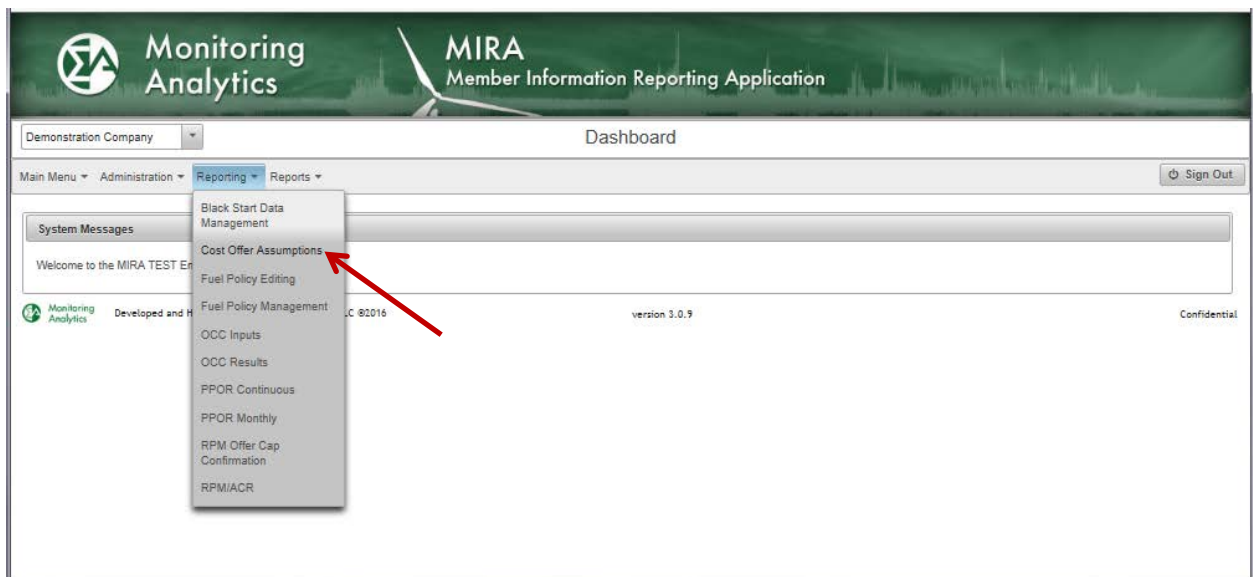 Monitoring
Analytics
MIRA
Member Information Reporting Application
Demonstration Company
Dashboard
Main Menu Administration Reporting Reports
Sign Out
Black Start Data
Management
System Messages
Cost Offer Assumptions
Welcome to the MIRA TEST En
Fuel Policy Editing
Monitoring
Analytics
Developed and H
Fuel Policy Management
LC ©2016
version 3.0.9
Confidential
OCC Inputs
OCC Results
PPOR Continuous
PPOR Monthly
RPM Offer Cap
Confirmation
RPM/ACR